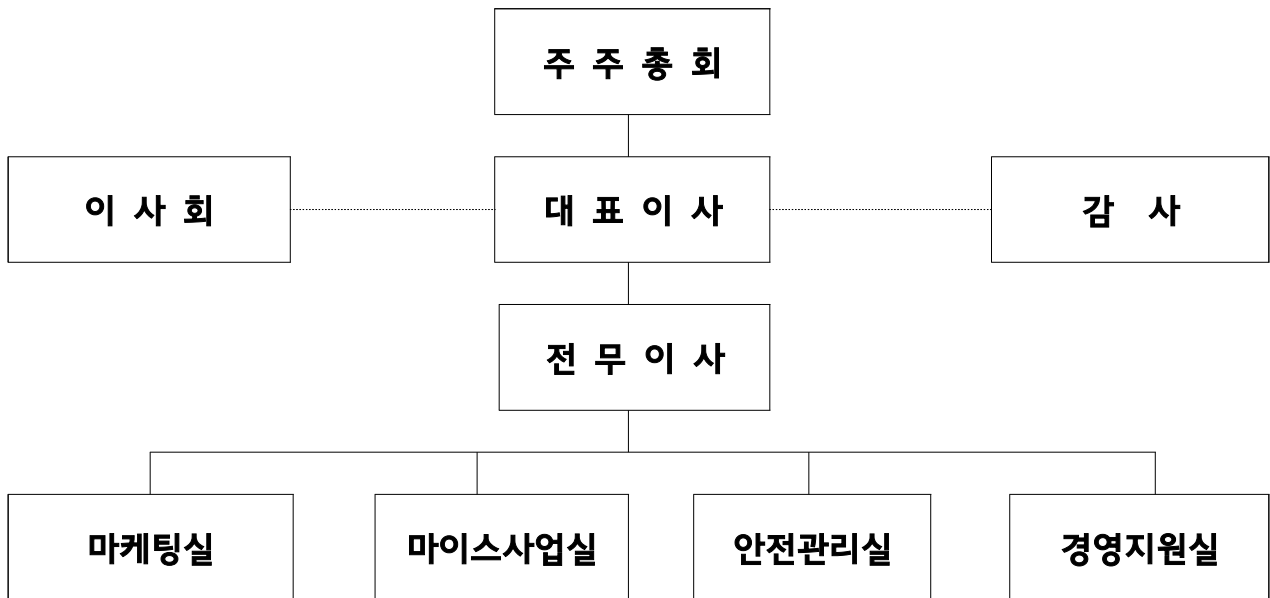 주 주 총 회
이 사 회
대 표 이 사
감 사
전 무 이 사
마케팅실
마이스사업실
안전관리실
경영지원실